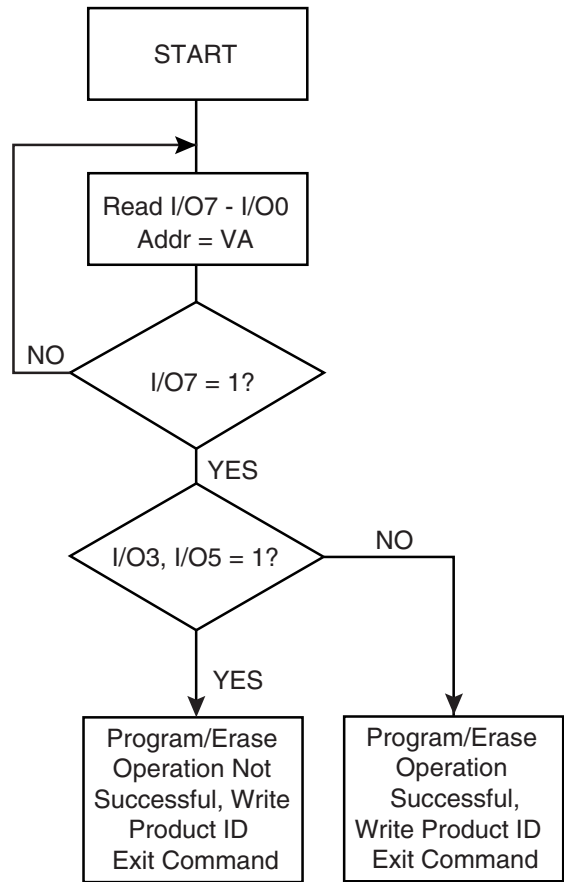 START
Read I/O7 - I/O0
Addr = VA
NO
I/O7 = 1?
YES
I/O3, I/O5 = 1?
NO
YES
Program/Erase
Operation Not
Successful, Write
Product ID
Exit Command
Program/Erase
Operation
Successful,
Write Product ID
Exit Command